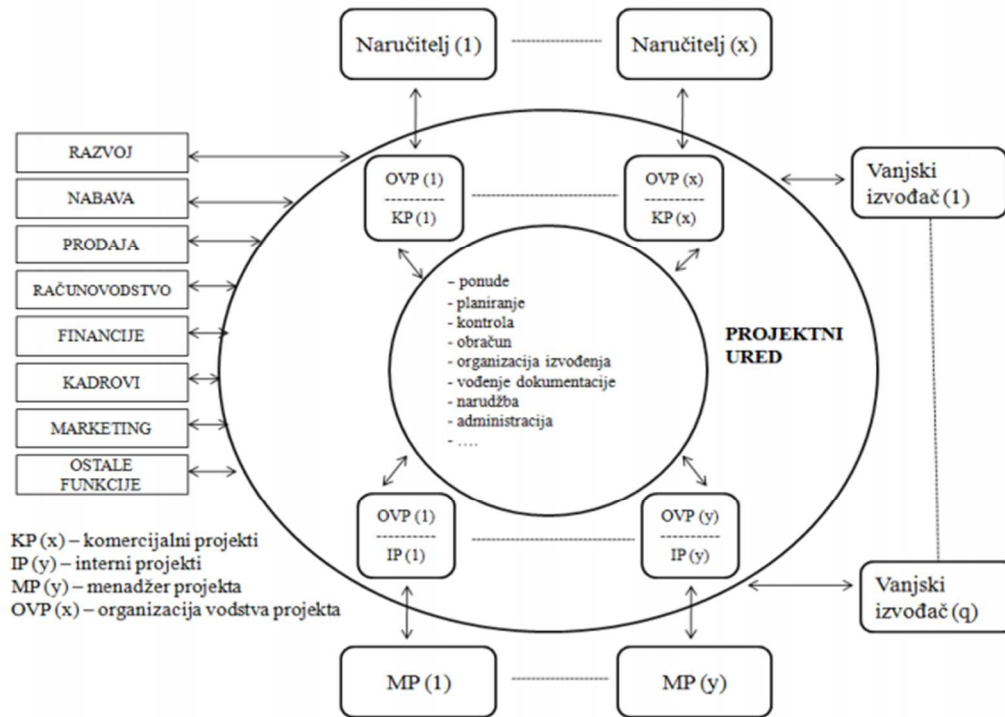 Naručitelj (1)
Naručitelj (x)
RAZVOJ
NABAVA
PRODAJA
RAČUNOVODSTVO
FINANCIJE
KADROVI
MARKETING
OSTALE
FUNKCIJE
OVP (1)
KP (1)
OVP (x)
KP (x)
– ponude
- planiranje
- kontrola
- obračun
- organizacija izvođenja
- vođenje dokumentacije
- narudžba
- administracija
- ….
PROJEKTNI
URED
Vanjski
izvođač (1)
OVP (1)
IP (1)
OVP (y)
IP (y)
Vanjski
izvođač (q)
KP (x) – komercijalni projekti
IP (y) – interni projekti
MP (y) – menadžer projekta
OVP (x) – organizacija vodstva projekta
MP (1)
MP (y)